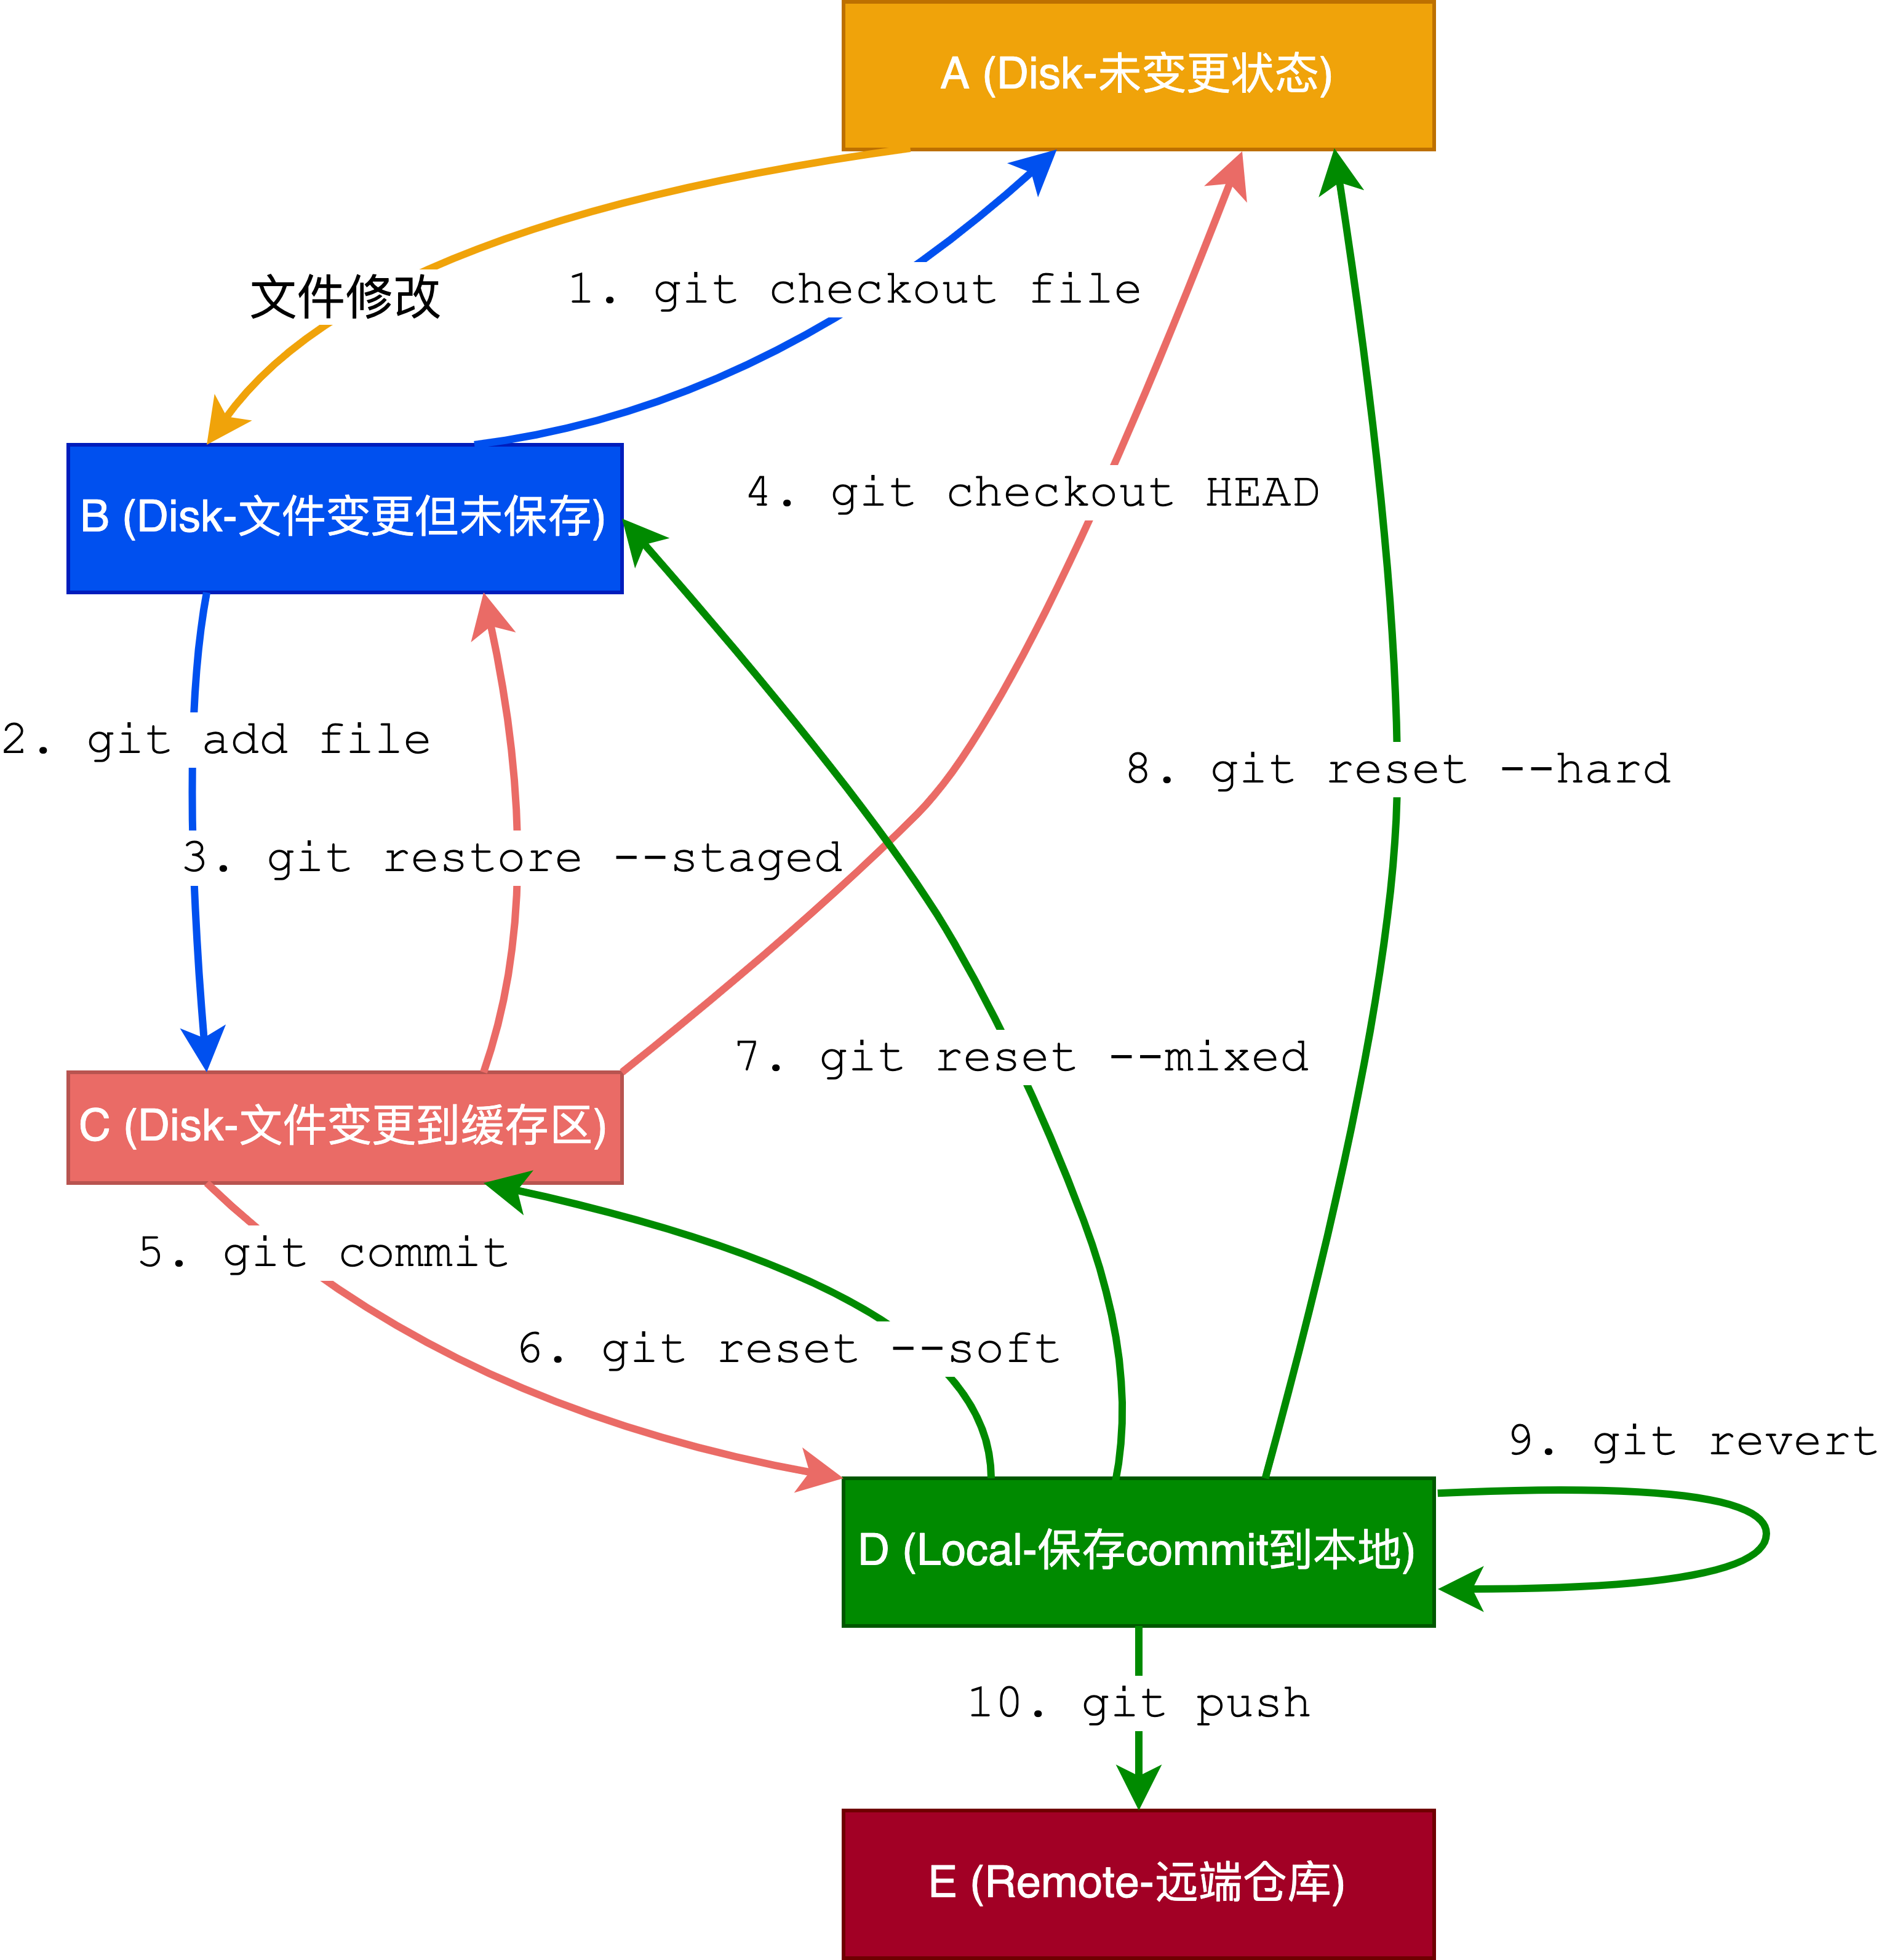 A (Disk-未变更状态)
文件修改
1. git checkout file
4. git checkout HEAD
B (Disk-文件变更但未保存)
2. git add file
8. git reset --hard
3. git restore --staged
7. git reset --mixed
C (Disk-文件变更到缓存区)
5. git commit
6. git reset --soft
9. git revert
D (Local-保存commit到本地)
10. git push
E (Remote-远端仓库)